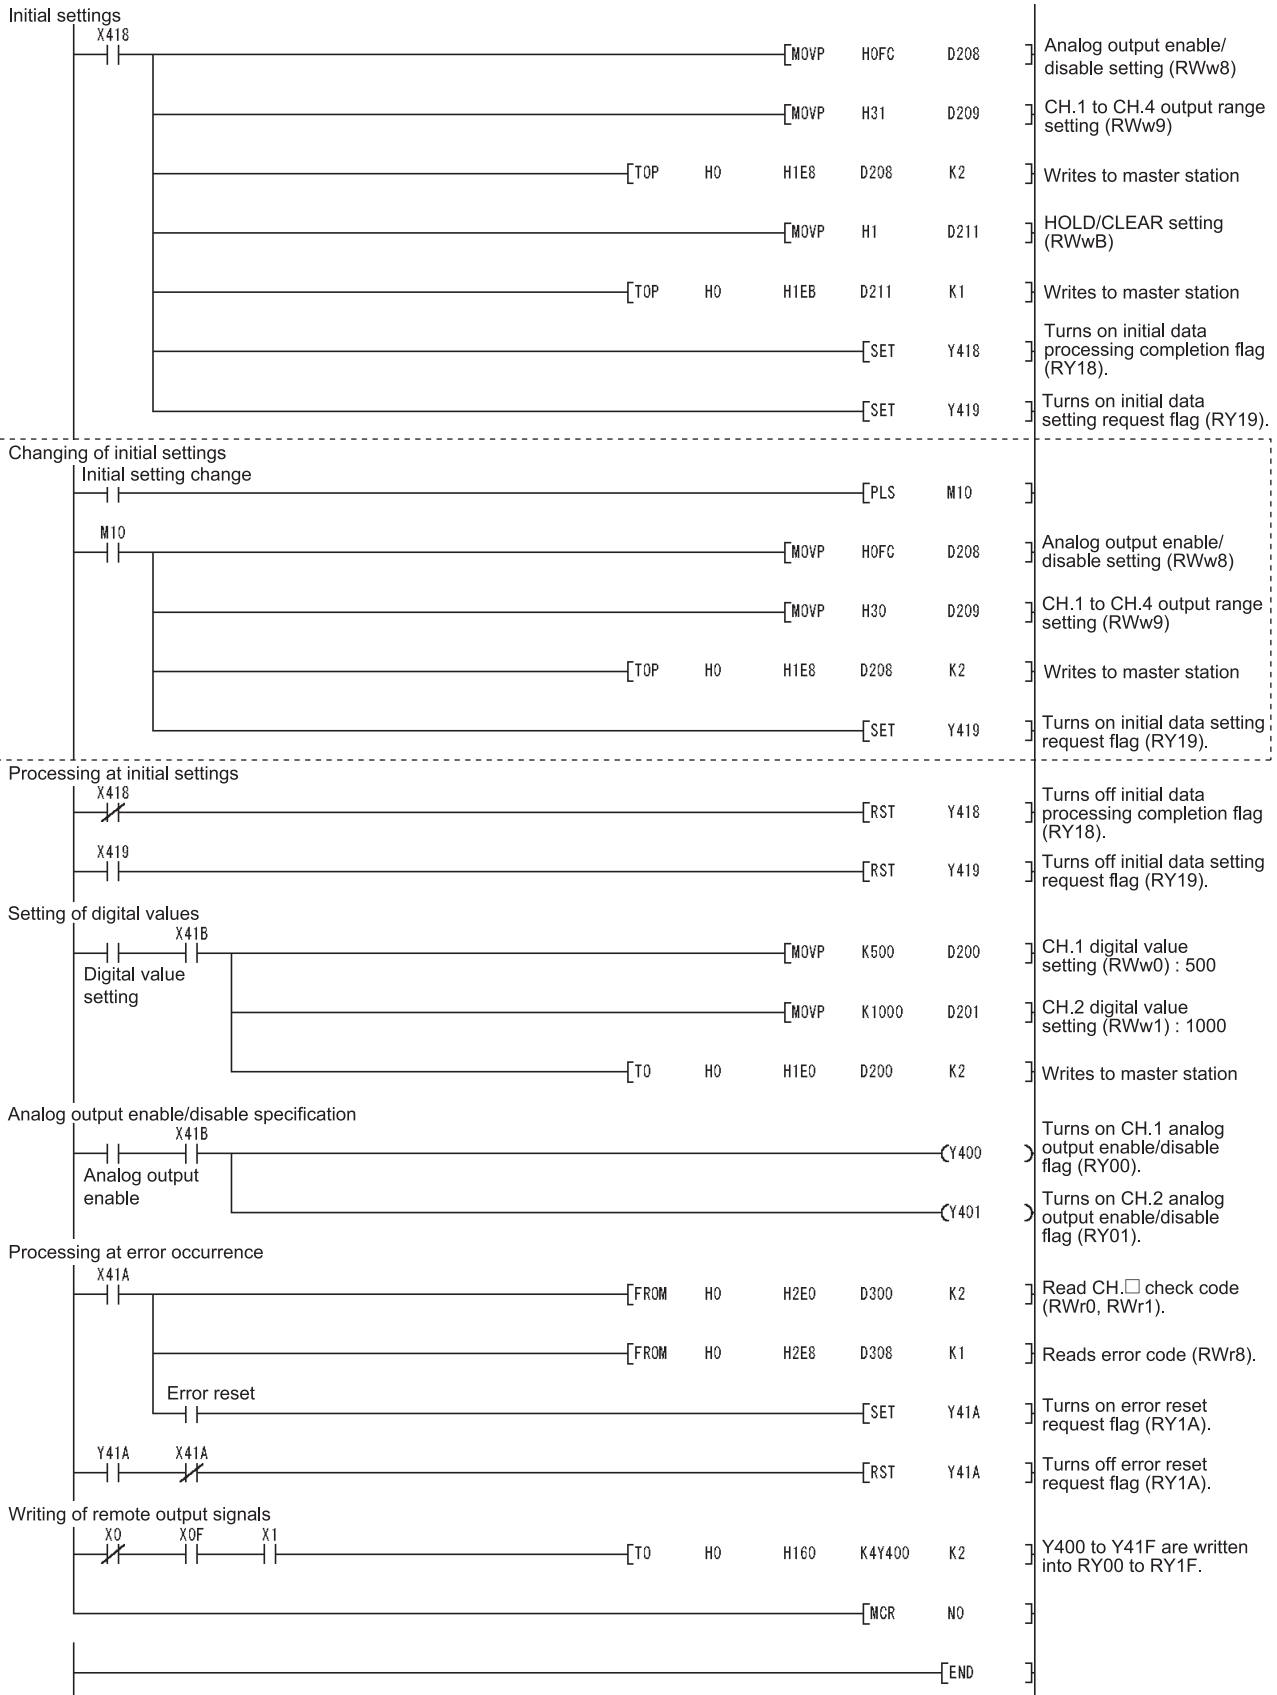 Initial settings
X418
MOVP H0FC D208
Analog output enable/
disable setting (RWw8)
MOVP H31 D209
CH.1 to CH.4 output range
setting (RWw9)
TOP H0 H1E8 D208 K2
Writes to master station
MOVP H1 D211
HOLD/CLEAR setting
(RWwB)
TOP H0 H1EB D211 K1
Writes to master station
SET Y418
Turns on initial data
processing completion flag
(RY18).
SET Y419
Turns on initial data
setting request flag (RY19).
Changing of initial settings
Initial setting change
PLS M10
M10
MOVP H0FC D208
Analog output enable/
disable setting (RWw8)
MOVP H30 D209
CH.1 to CH.4 output range
setting (RWw9)
TOP H0 H1E8 D208 K2
Writes to master station
SET Y419
Turns on initial data setting
request flag (RY19).
Processing at initial settings
X418
RST Y418
Turns off initial data
processing completion flag
(RY18).
X419
RST Y419
Turns off initial data setting
request flag (RY19).
Setting of digital values
X41B
Digital value
setting
MOVP K500 D200
CH.1 digital value
setting (RWw0) : 500
MOVP K1000 D201
CH.2 digital value
setting (RWw1) : 1000
TO H0 H1E0 D200 K2
Writes to master station
Analog output enable/disable specification
X41B
Analog output
enable
Y400
Turns on CH.1 analog
output enable/disable
flag (RY00).
Y401
Turns on CH.2 analog
output enable/disable
flag (RY01).
Processing at error occurrence
X41A
FROM H0 H2E0 D300 K2
Read CH.□ check code
(RWr0, RWr1).
FROM H0 H2E8 D308 K1
Reads error code (RWr8).
Error reset
SET Y41A
Turns on error reset
request flag (RY1A).
Y41A X41A
RST Y41A
Turns off error reset
request flag (RY1A).
Writing of remote output signals
X0 X0F X1
TO H0 H160 K4Y400 K2
Y400 to Y41F are written
into RY00 to RY1F.
MCR N0
END